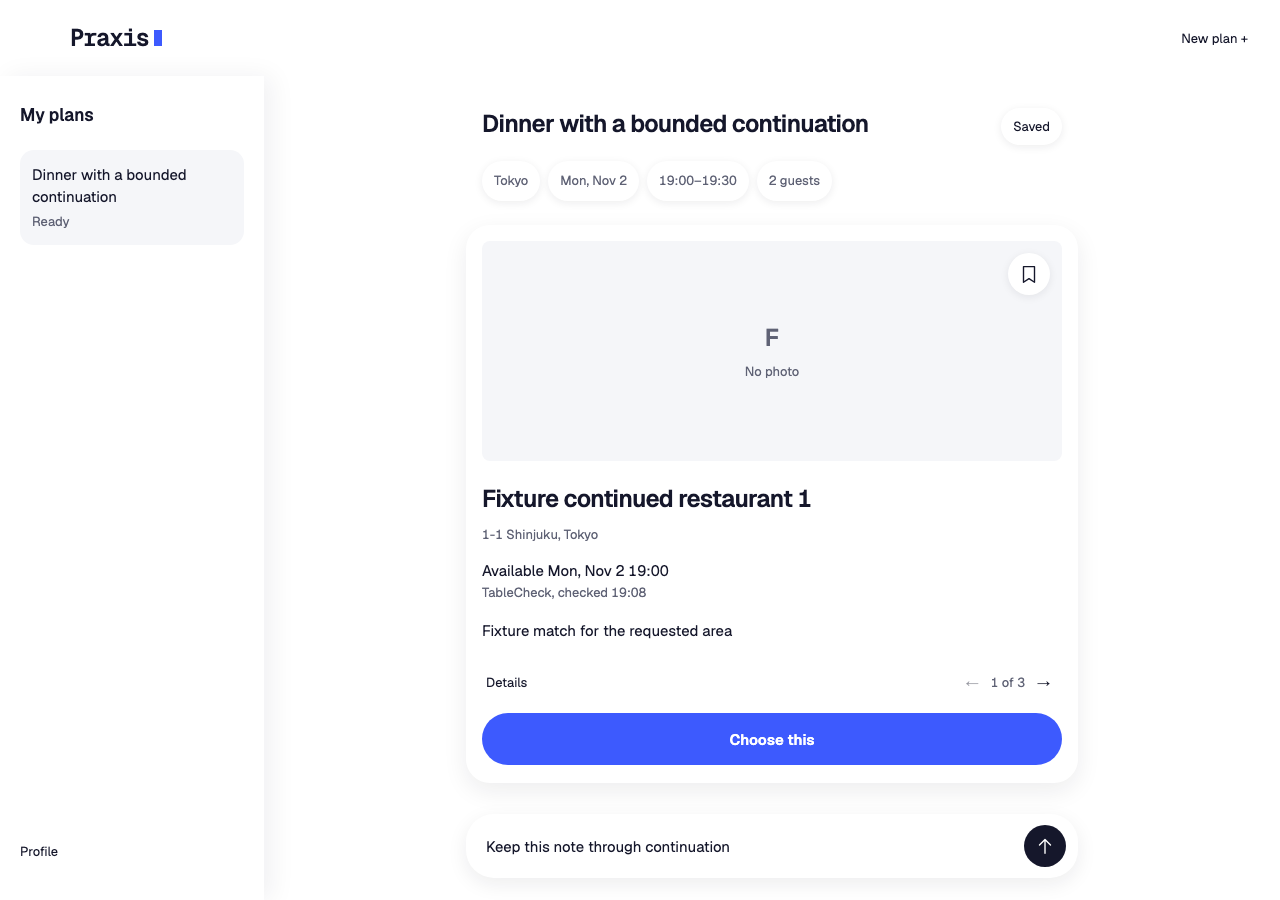 Praxis
New plan +
My plans
Dinner with a bounded
continuation
Ready
Profile
Dinner with a bounded continuation
Saved
Tokyo
Mon, Nov 2
19:00–19:30
2 guests
F
No photo
Fixture continued restaurant 1
1-1 Shinjuku, Tokyo
Available Mon, Nov 2 19:00
TableCheck, checked 19:08
Fixture match for the requested area
Details
← 1 of 3 →
Choose this
Keep this note through continuation